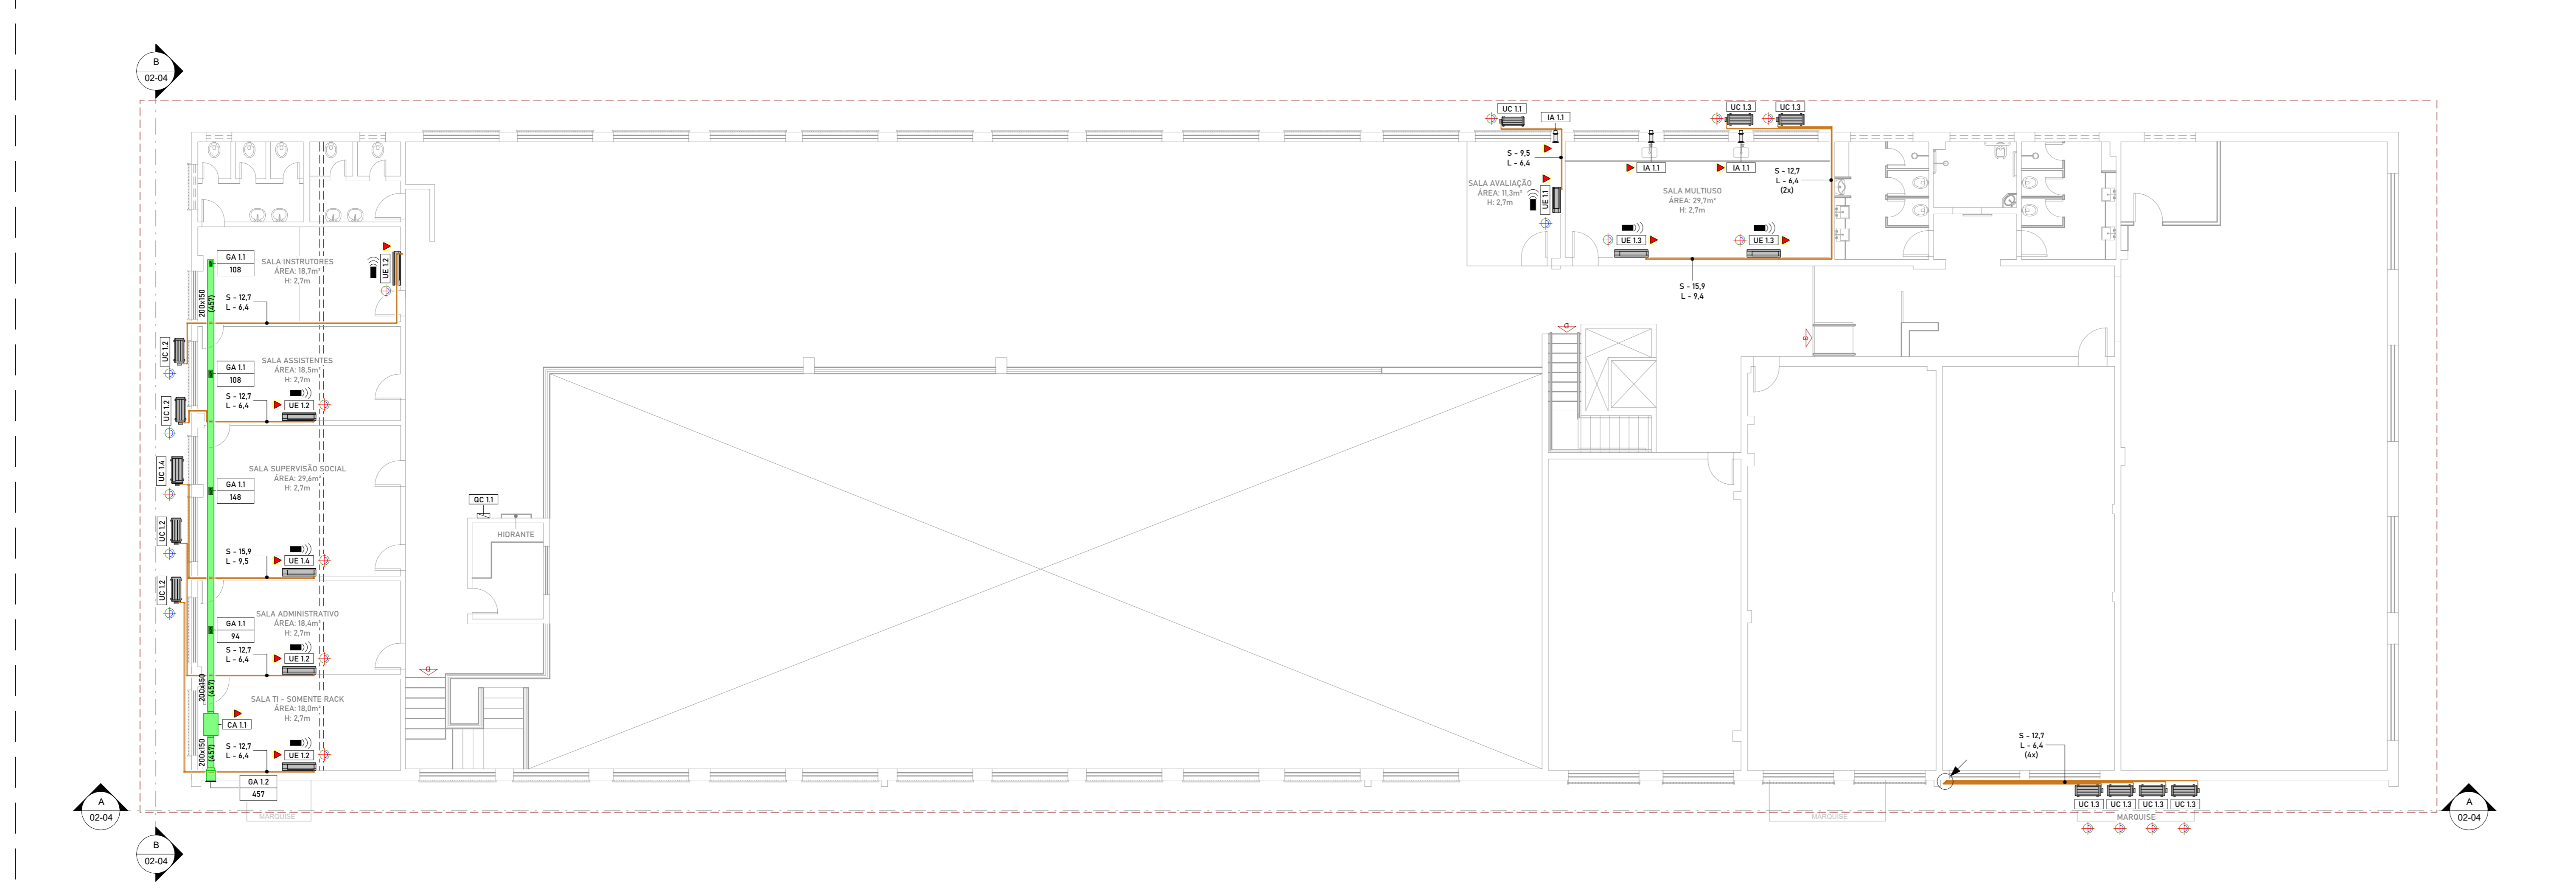 B
02-04
UC 1.1
IA 1.1
UC 1.3
UC 1.3
S - 9,5
L - 6,4
IA 1.1
IA 1.1
S - 12,7
L - 6,4
(2x)
SALA AVALIAÇÃO
ÁREA: 11,3m²
H: 2,7m
UE 1.1
SALA MULTIUSO
ÁREA: 29,7m²
H: 2,7m
UE 1.3
UE 1.3
S - 15,9
L - 9,4
GA 1.1
108
SALA INSTRUTORES
ÁREA: 18,7m²
H: 2,7m
UE 1.2
200x150
(457)
S - 12,7
L - 6,4
D
S
UC 1.2
GA 1.1
108
SALA ASSISTENTES
ÁREA: 18,5m²
H: 2,7m
S - 12,7
L - 6,4
UE 1.2
UC 1.2
UC 1.4
GA 1.1
148
SALA SUPERVISÃO SOCIAL
ÁREA: 29,6m²
H: 2,7m
QC 1.1
HIDRANTE
UC 1.2
S - 15,9
L - 9,5
UE 1.4
UC 1.2
GA 1.1
94
SALA ADMINISTRATIVO
ÁREA: 18,4m²
H: 2,7m
S - 12,7
L - 6,4
UE 1.2
D
200x150
(457)
SALA TI - SOMENTE RACK
ÁREA: 18,0m²
H: 2,7m
CA 1.1
200x150
(457)
S - 12,7
L - 6,4
UE 1.2
S - 12,7
L - 6,4
(4x)
GA 1.2
457
A
02-04
UC 1.3
UC 1.3
UC 1.3
UC 1.3
A
02-04
MARQUISE
MARQUISE
MARQUISE
B
02-04